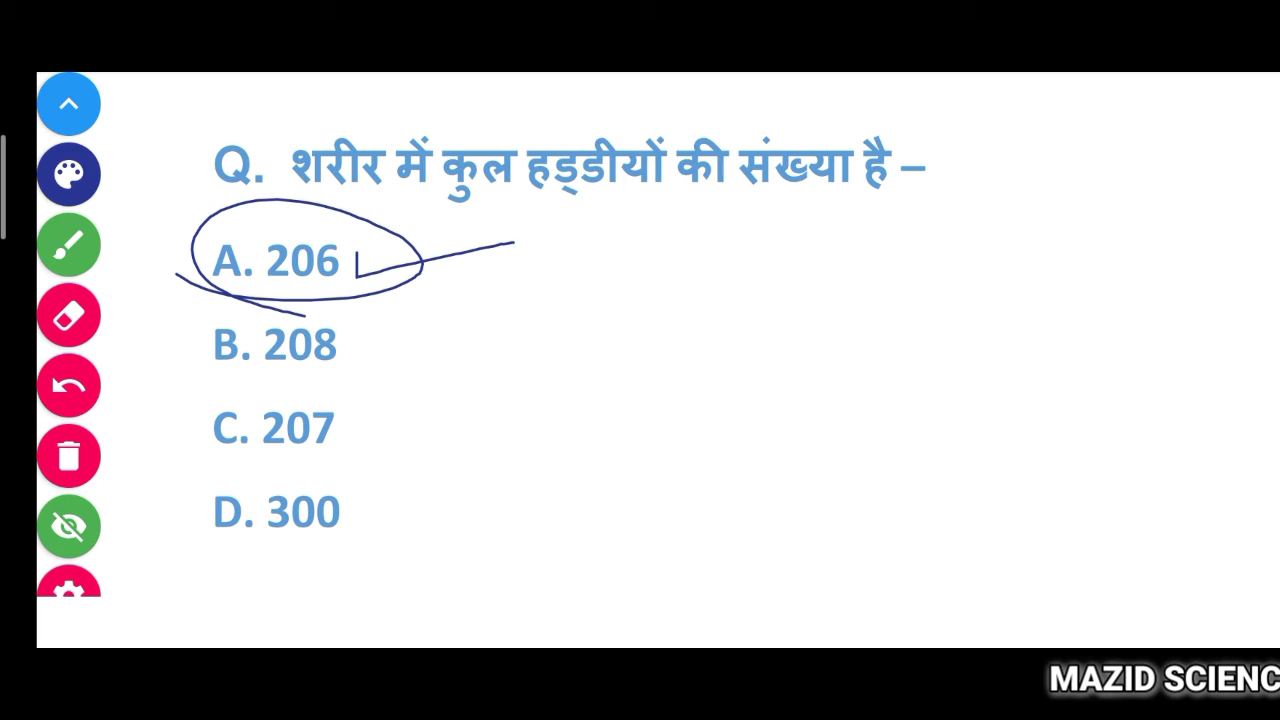 Q. शरीर में कुल हड्डीयों की संख्या है –
A. 206
B. 208
C. 207
D. 300
MAZID SCIENC